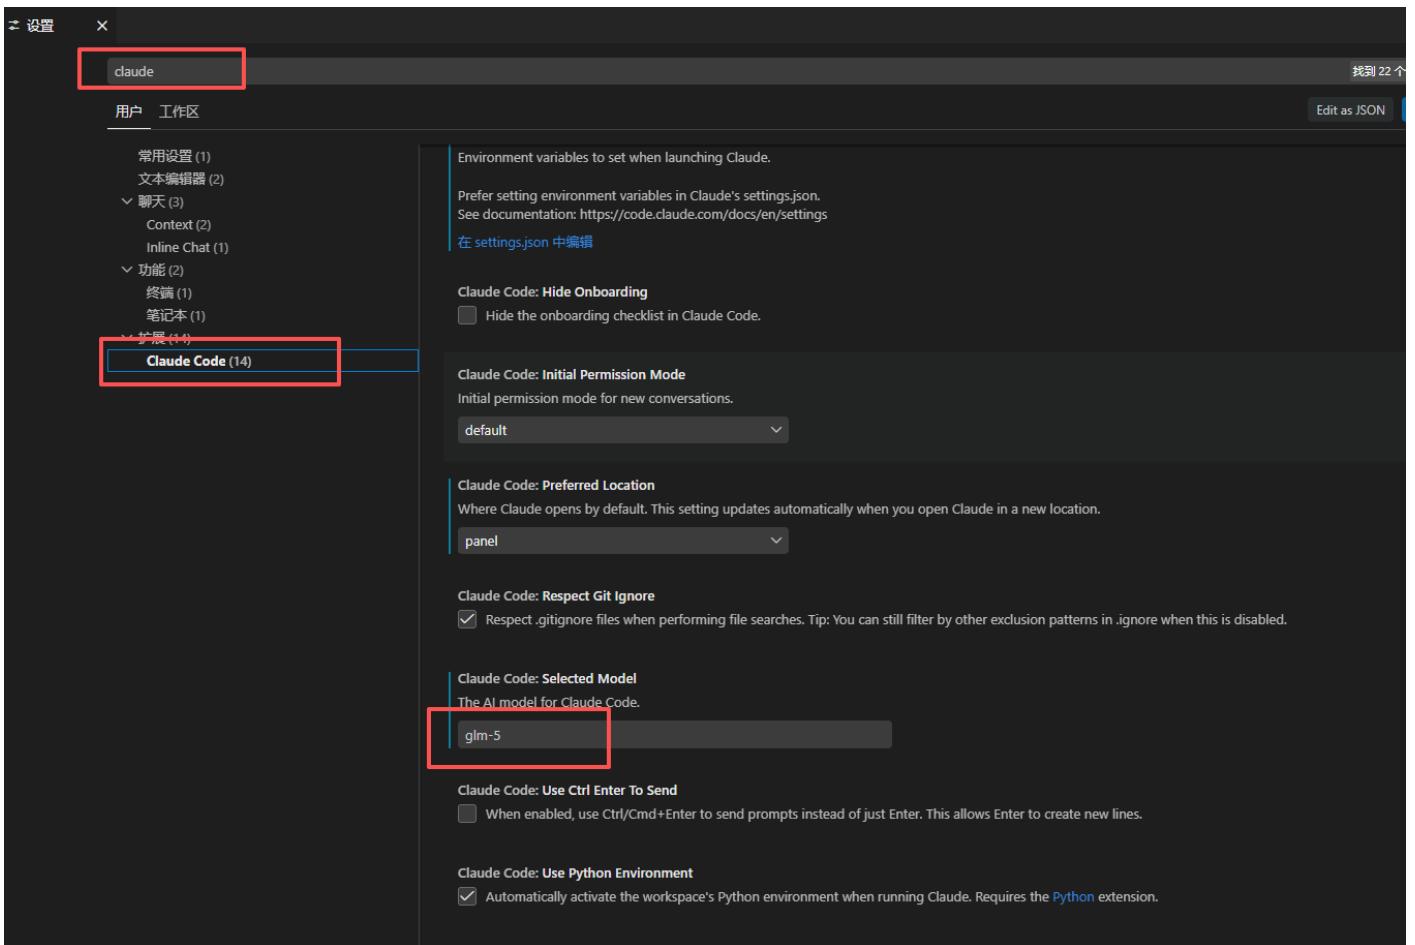 设置
claude
找到 22 个
用户 工作区
Edit as JSON
常用设置 (1)
文本编辑器 (2)
聊天 (3)
Context (2)
Inline Chat (1)
功能 (2)
终端 (1)
笔记本 (1)
扩展 (14)
Claude Code (14)
Environment variables to set when launching Claude.
Prefer setting environment variables in Claude's settings.json.
See documentation: https://code.claude.com/docs/en/settings
在 settings.json 中编辑
Claude Code: Hide Onboarding
Hide the onboarding checklist in Claude Code.
Claude Code: Initial Permission Mode
Initial permission mode for new conversations.
default
Claude Code: Preferred Location
Where Claude opens by default. This setting updates automatically when you open Claude in a new location.
panel
Claude Code: Respect Git Ignore
Respect .gitignore files when performing file searches. Tip: You can still filter by other exclusion patterns in .ignore when this is disabled.
Claude Code: Selected Model
The AI model for Claude Code.
glm-5
Claude Code: Use Ctrl Enter To Send
When enabled, use Ctrl/Cmd+Enter to send prompts instead of just Enter. This allows Enter to create new lines.
Claude Code: Use Python Environment
Automatically activate the workspace's Python environment when running Claude. Requires the Python extension.